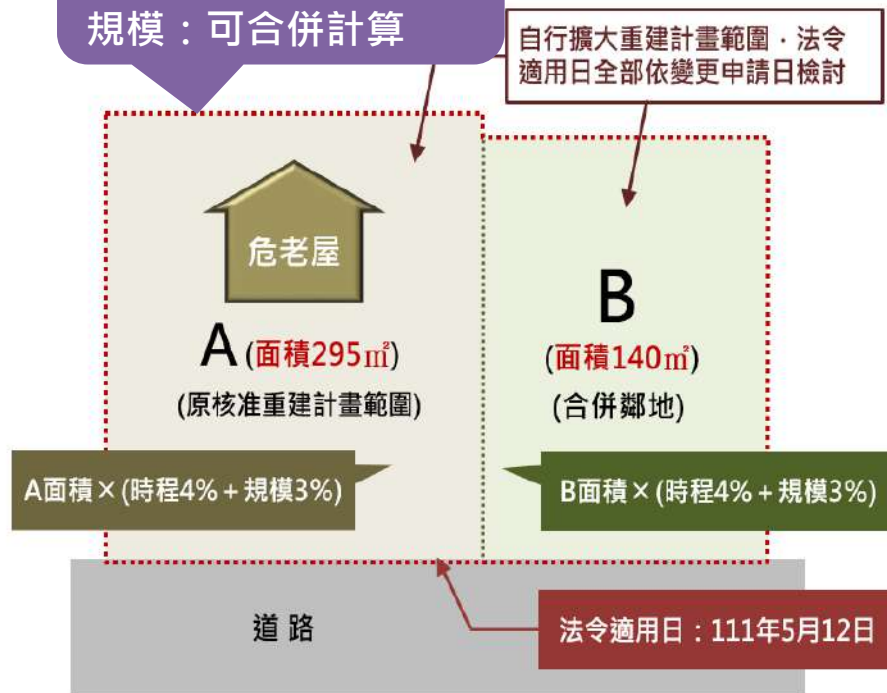 規模：可合併計算
自行擴大重建計畫範圍，法令
適用日全部依變更申請日檢討
危老屋
A (面積295㎡)
(原核准重建計畫範圍)
B
(面積140㎡)
(合併鄰地)
A面積×(時程4%+規模3%)
B面積×(時程4%+規模3%)
道路
法令適用日：111年5月12日